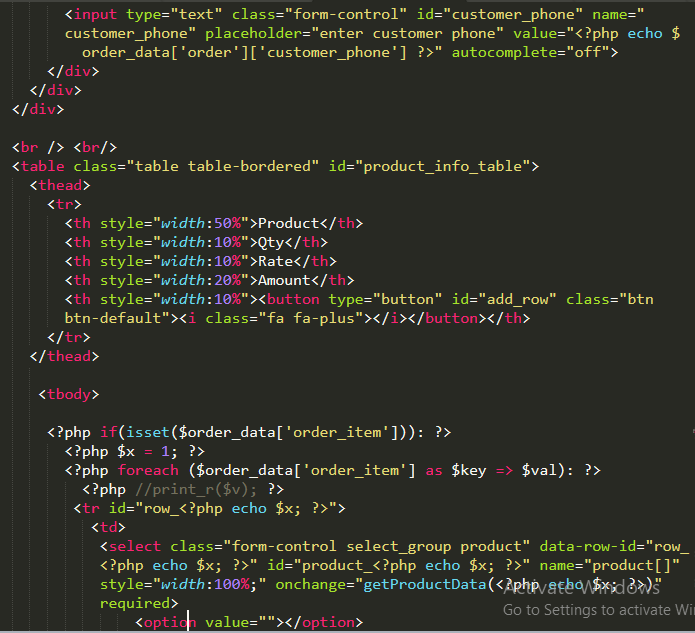 <input type="text" class="form-control" id="customer_phone" name="
customer_phone" placeholder="enter customer phone" value="<?php echo $
order_data['order']['customer_phone'] ?>" autocomplete="off">
</div>
</div>
</div>
<br /> <br/>
<table class="table table-bordered" id="product_info_table">
<thead>
<tr>
<th style="width:50%">Product</th>
<th style="width:10%">Qty</th>
<th style="width:10%">Rate</th>
<th style="width:20%">Amount</th>
<th style="width:10%"><button type="button" id="add_row" class="btn
btn-default"><i class="fa fa-plus"></i></button></th>
</tr>
</thead>
<tbody>
<?php if(isset($order_data['order_item'])): ?>
<?php $x = 1; ?>
<?php foreach ($order_data['order_item'] as $key => $val): ?>
<?php //print_r($v); ?>
<tr id="row_<?php echo $x; ?>">
<td>
<select class="form-control select_group product" data-row-id="row_
<?php echo $x; ?>" id="product_<?php echo $x; ?>" name="product[]"
style="width:100%;" onchange="getProductData(<?php echo $x; ?>)"
required>
<option value=""></option>
Activate Windows
Go to Settings to activate Win